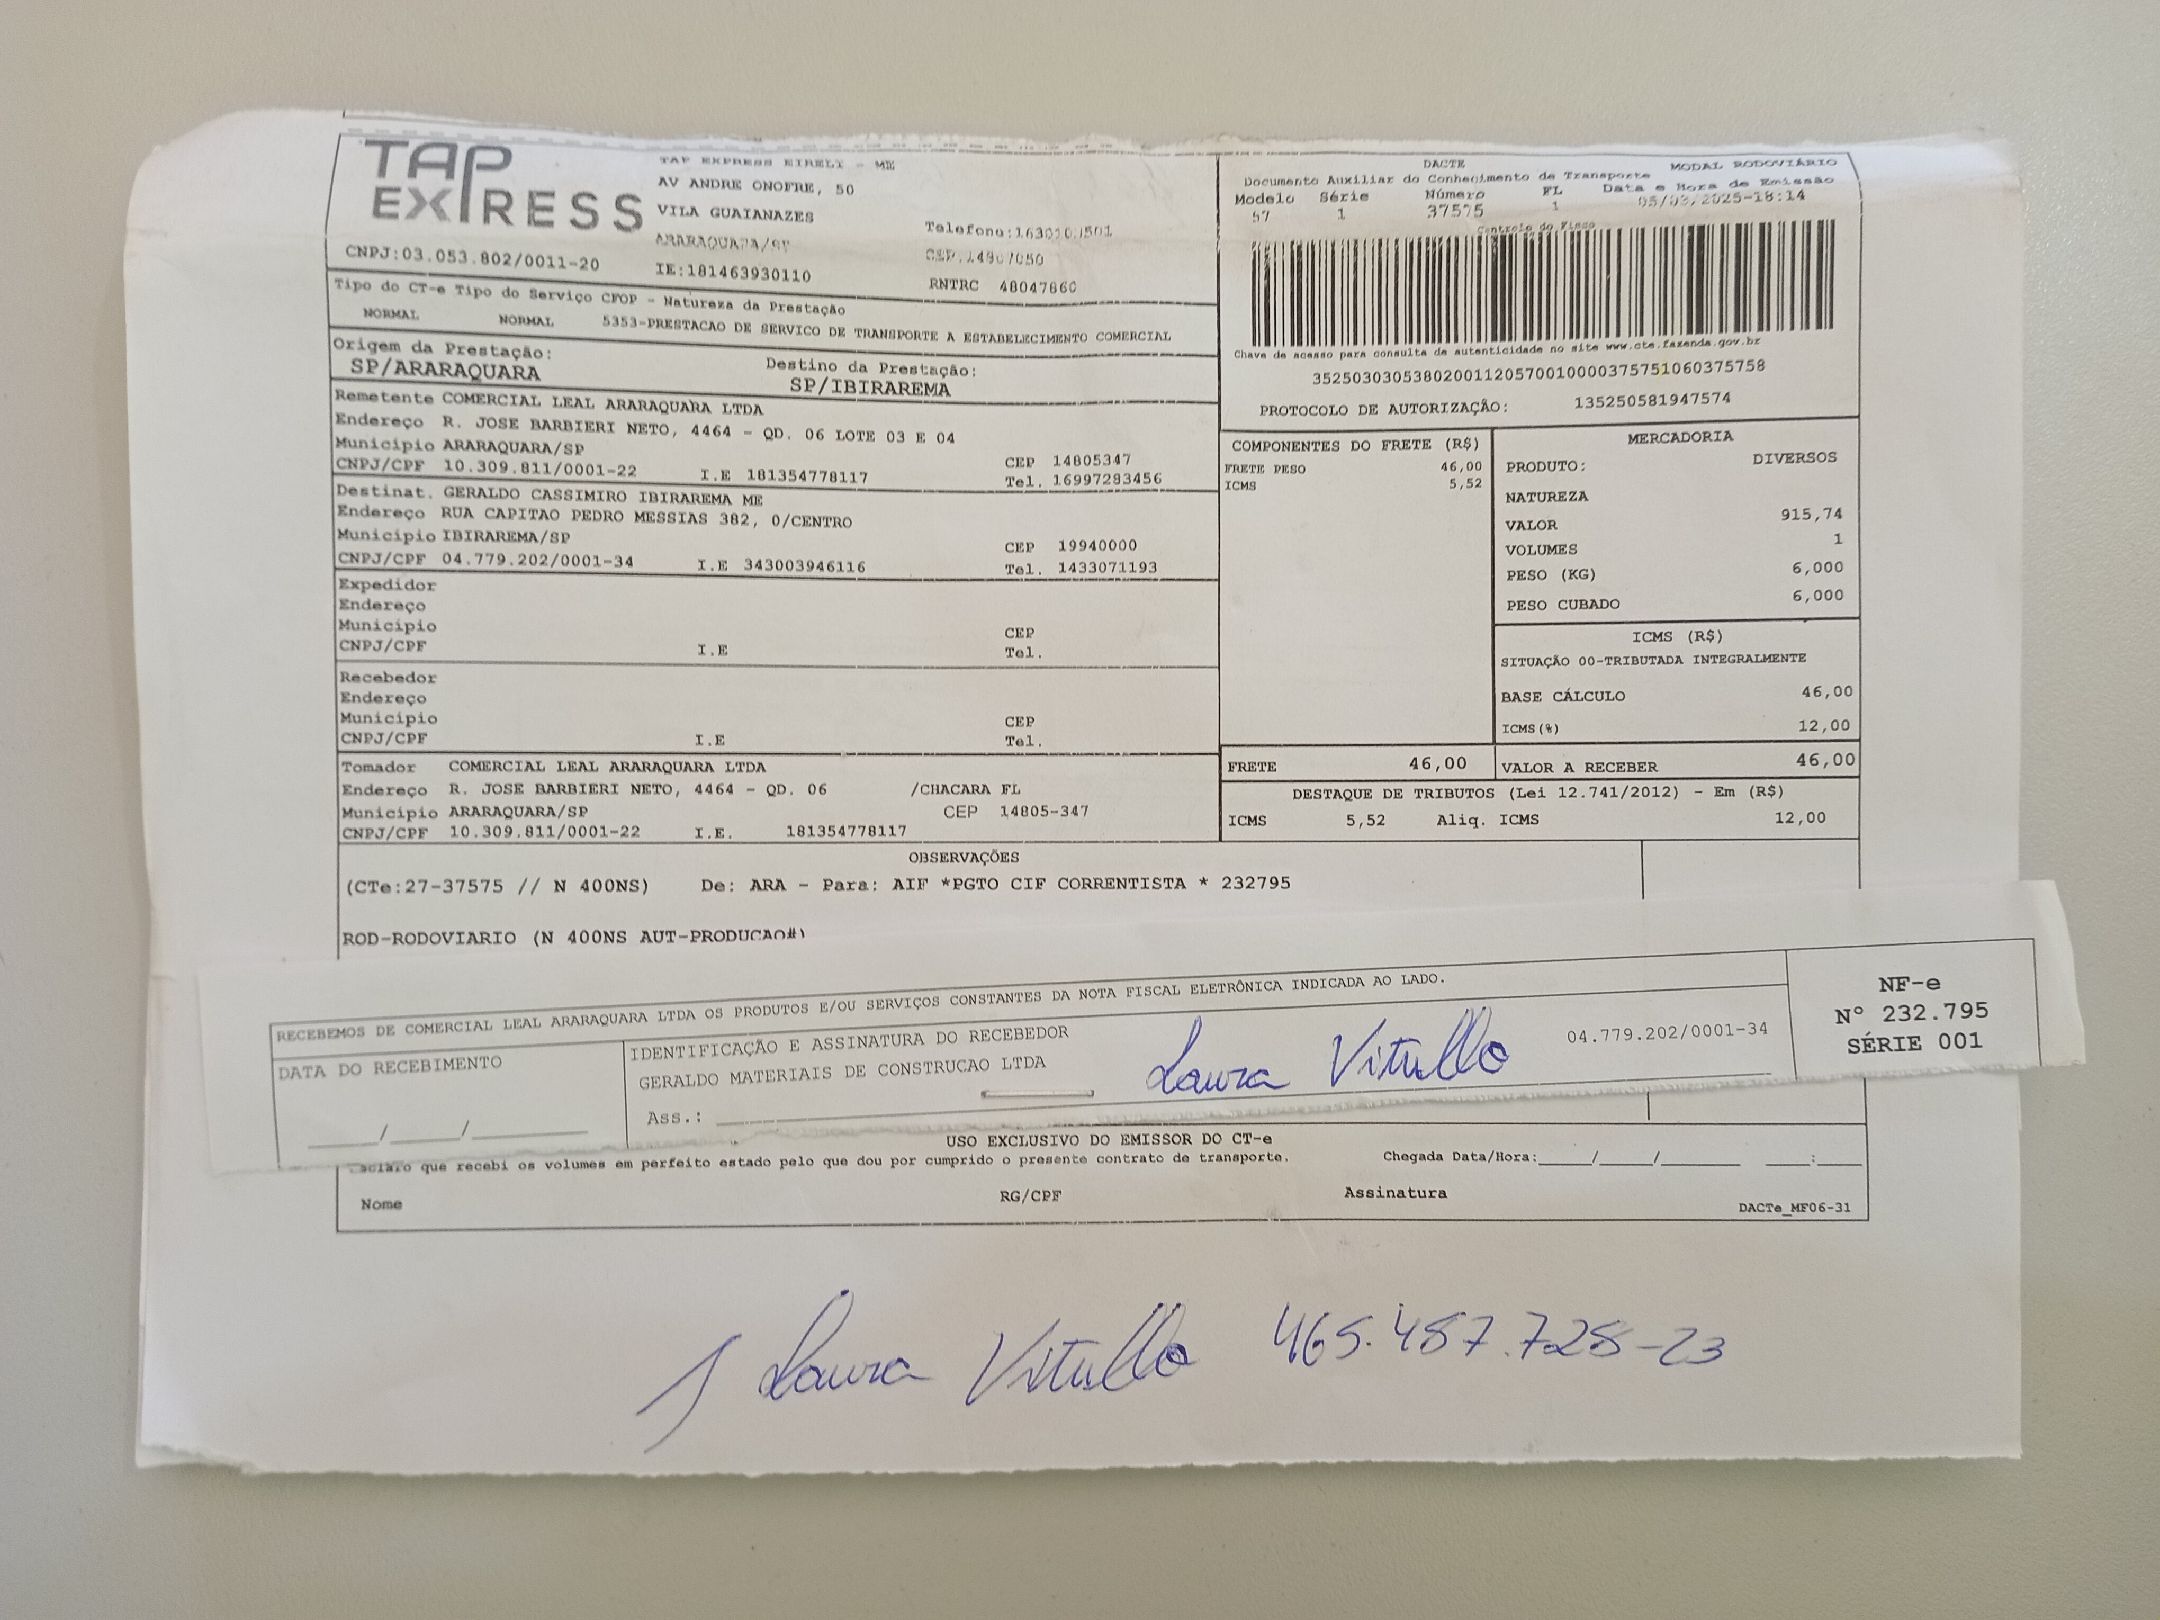 TAP
EXPRESS
TAP EXPRESS EIRELI - ME
AV ANDRE ONOFRE, 50
VILA GUAIANAZES
ARARAQUARA/SP
CNPJ:03.053.802/0011-20
IE:181463930110
RNTRC 48047860
DACTE
MODAL RODOVIÁRIO
Documento Auxiliar do Conhecimento de Transporte
Modelo Série Número FL Data e Hora de Emissão
57 1 37575 1 05/03/2025-18:14
Controle do Fisco
Chave de acesso para consulta de autenticidade no site www.cte.fazenda.gov.br
35250303053802001120570010000375751060375758
PROTOCOLO DE AUTORIZAÇÃO: 135250581947574
Tipo do CT-e Tipo do Serviço CFOP - Natureza da Prestação
NORMAL NORMAL 5353-PRESTACAO DE SERVICO DE TRANSPORTE A ESTABELECIMENTO COMERCIAL
Origem da Prestação: Destino da Prestação:
SP/ARARAQUARA SP/IBIRAREMA
Remetente COMERCIAL LEAL ARARAQUARA LTDA
Endereço R. JOSE BARBIERI NETO, 4464 - QD. 06 LOTE 03 E 04
Município ARARAQUARA/SP CEP 14805347
CNPJ/CPF 10.309.811/0001-22 I.E 181354778117 Tel. 16997283456
Destinat. GERALDO CASSIMIRO IBIRAREMA ME
Endereço RUA CAPITAO PEDRO MESSIAS 382, 0/CENTRO
Município IBIRAREMA/SP CEP 19940000
CNPJ/CPF 04.779.202/0001-34 I.E 343003946116 Tel. 1433071193
Expedidor
Endereço
Município CEP
CNPJ/CPF I.E Tel.
Recebedor
Endereço
Município CEP
CNPJ/CPF I.E Tel.
Tomador COMERCIAL LEAL ARARAQUARA LTDA
Endereço R. JOSE BARBIERI NETO, 4464 - QD. 06 /CHACARA FL
Município ARARAQUARA/SP CEP 14805-347
CNPJ/CPF 10.309.811/0001-22 I.E. 181354778117
COMPONENTES DO FRETE (R$)
FRETE PESO 46,00
ICMS 5,52
MERCADORIA
PRODUTO: DIVERSOS
NATUREZA
VALOR 915,74
VOLUMES 1
PESO (KG) 6,000
PESO CUBADO 6,000
ICMS (R$)
SITUAÇÃO 00-TRIBUTADA INTEGRALMENTE
BASE CÁLCULO 46,00
ICMS(%) 12,00
FRETE 46,00 VALOR A RECEBER 46,00
DESTAQUE DE TRIBUTOS (Lei 12.741/2012) - Em (R$)
ICMS 5,52 Aliq. ICMS 12,00
OBSERVAÇÕES
(CTe:27-37575 // N 400NS) De: ARA - Para: AIF *PGTO CIF CORRENTISTA * 232795
ROD-RODOVIARIO (N 400NS AUT-PRODUCAO#)
RECEBEMOS DE COMERCIAL LEAL ARARAQUARA LTDA OS PRODUTOS E/OU SERVIÇOS CONSTANTES DA NOTA FISCAL ELETRÔNICA INDICADA AO LADO.
DATA DO RECEBIMENTO
___/___/___
IDENTIFICAÇÃO E ASSINATURA DO RECEBEDOR
GERALDO MATERIAIS DE CONSTRUCAO LTDA 04.779.202/0001-34
Laura Vitullo
Ass.:
NF-e
Nº 232.795
SÉRIE 001
USO EXCLUSIVO DO EMISSOR DO CT-e
que recebi os volumes em perfeito estado pelo que dou por cumprido o presente contrato de transporte. Chegada Data/Hora:___/___/___ ___:___
Nome RG/CPF Assinatura
DACTe_MF06-31
Laura Vitullo 465.487.728-23